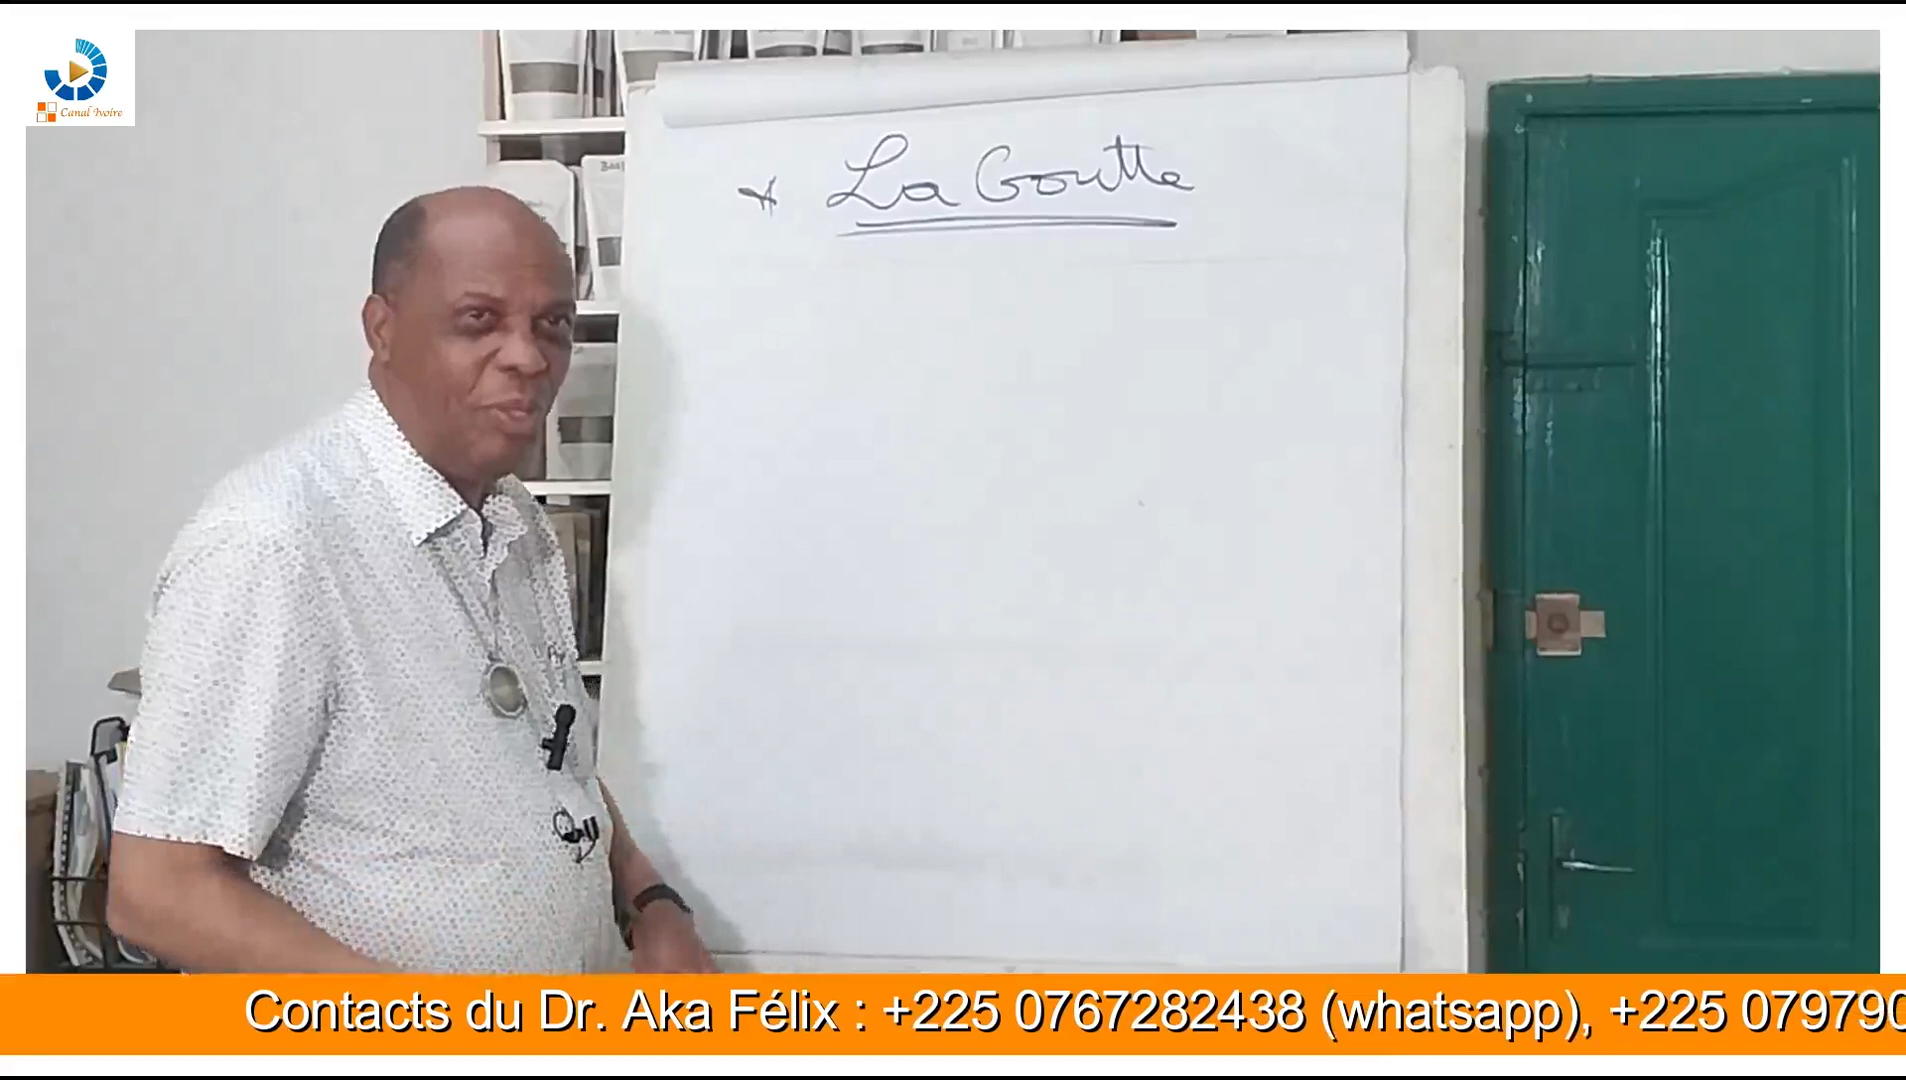 Canal Ivoire
* La Goutte
Contacts du Dr. Aka Félix : +225 0767282438 (whatsapp), +225 079790